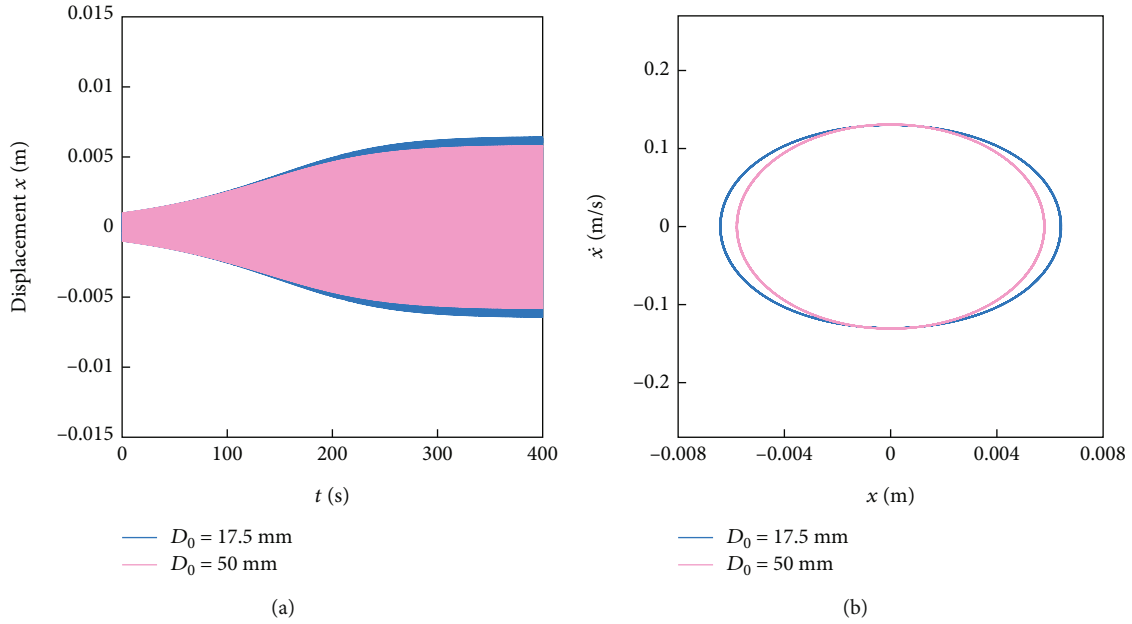 0.015
0.01
0.005
0
−0.005
−0.01
−0.015
Displacement x (m)
0 100 200 300 400
t (s)
D₀ = 17.5 mm
D₀ = 50 mm
(a)
0.2
0.1
0
−0.1
−0.2
ẋ (m/s)
−0.008 −0.004 0 0.004 0.008
x (m)
D₀ = 17.5 mm
D₀ = 50 mm
(b)